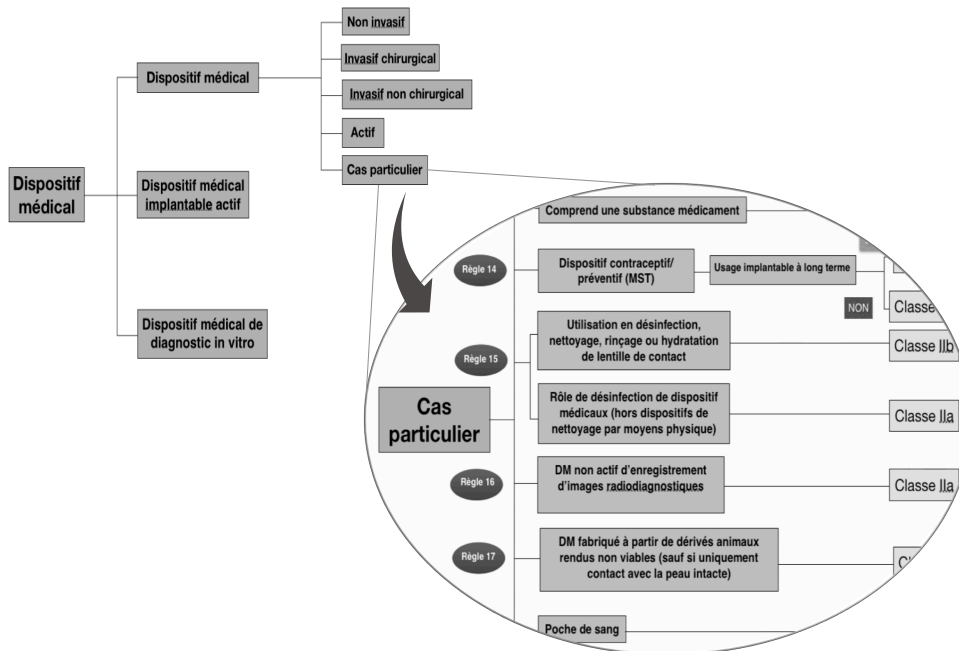 Non invasif
Invasif chirurgical
Dispositif médical
Invasif non chirurgical
Actif
Cas particulier
Dispositif
médical
Dispositif médical
implantable actif
Dispositif médical de
diagnostic in vitro
Comprend une substance médicament
Règle 14
Dispositif contraceptif/
préventif (MST)
Usage implantable à long terme
NON
Classe
Règle 15
Utilisation en désinfection,
nettoyage, rinçage ou hydratation
de lentille de contact
Classe IIb
Rôle de désinfection de dispositif
médicaux (hors dispositifs de
nettoyage par moyens physique)
Classe IIa
Cas
particulier
Règle 16
DM non actif d'enregistrement
d'images radiodiagnostiques
Classe IIa
Règle 17
DM fabriqué à partir de dérivés animaux
rendus non viables (sauf si uniquement
contact avec la peau intacte)
Poche de sang